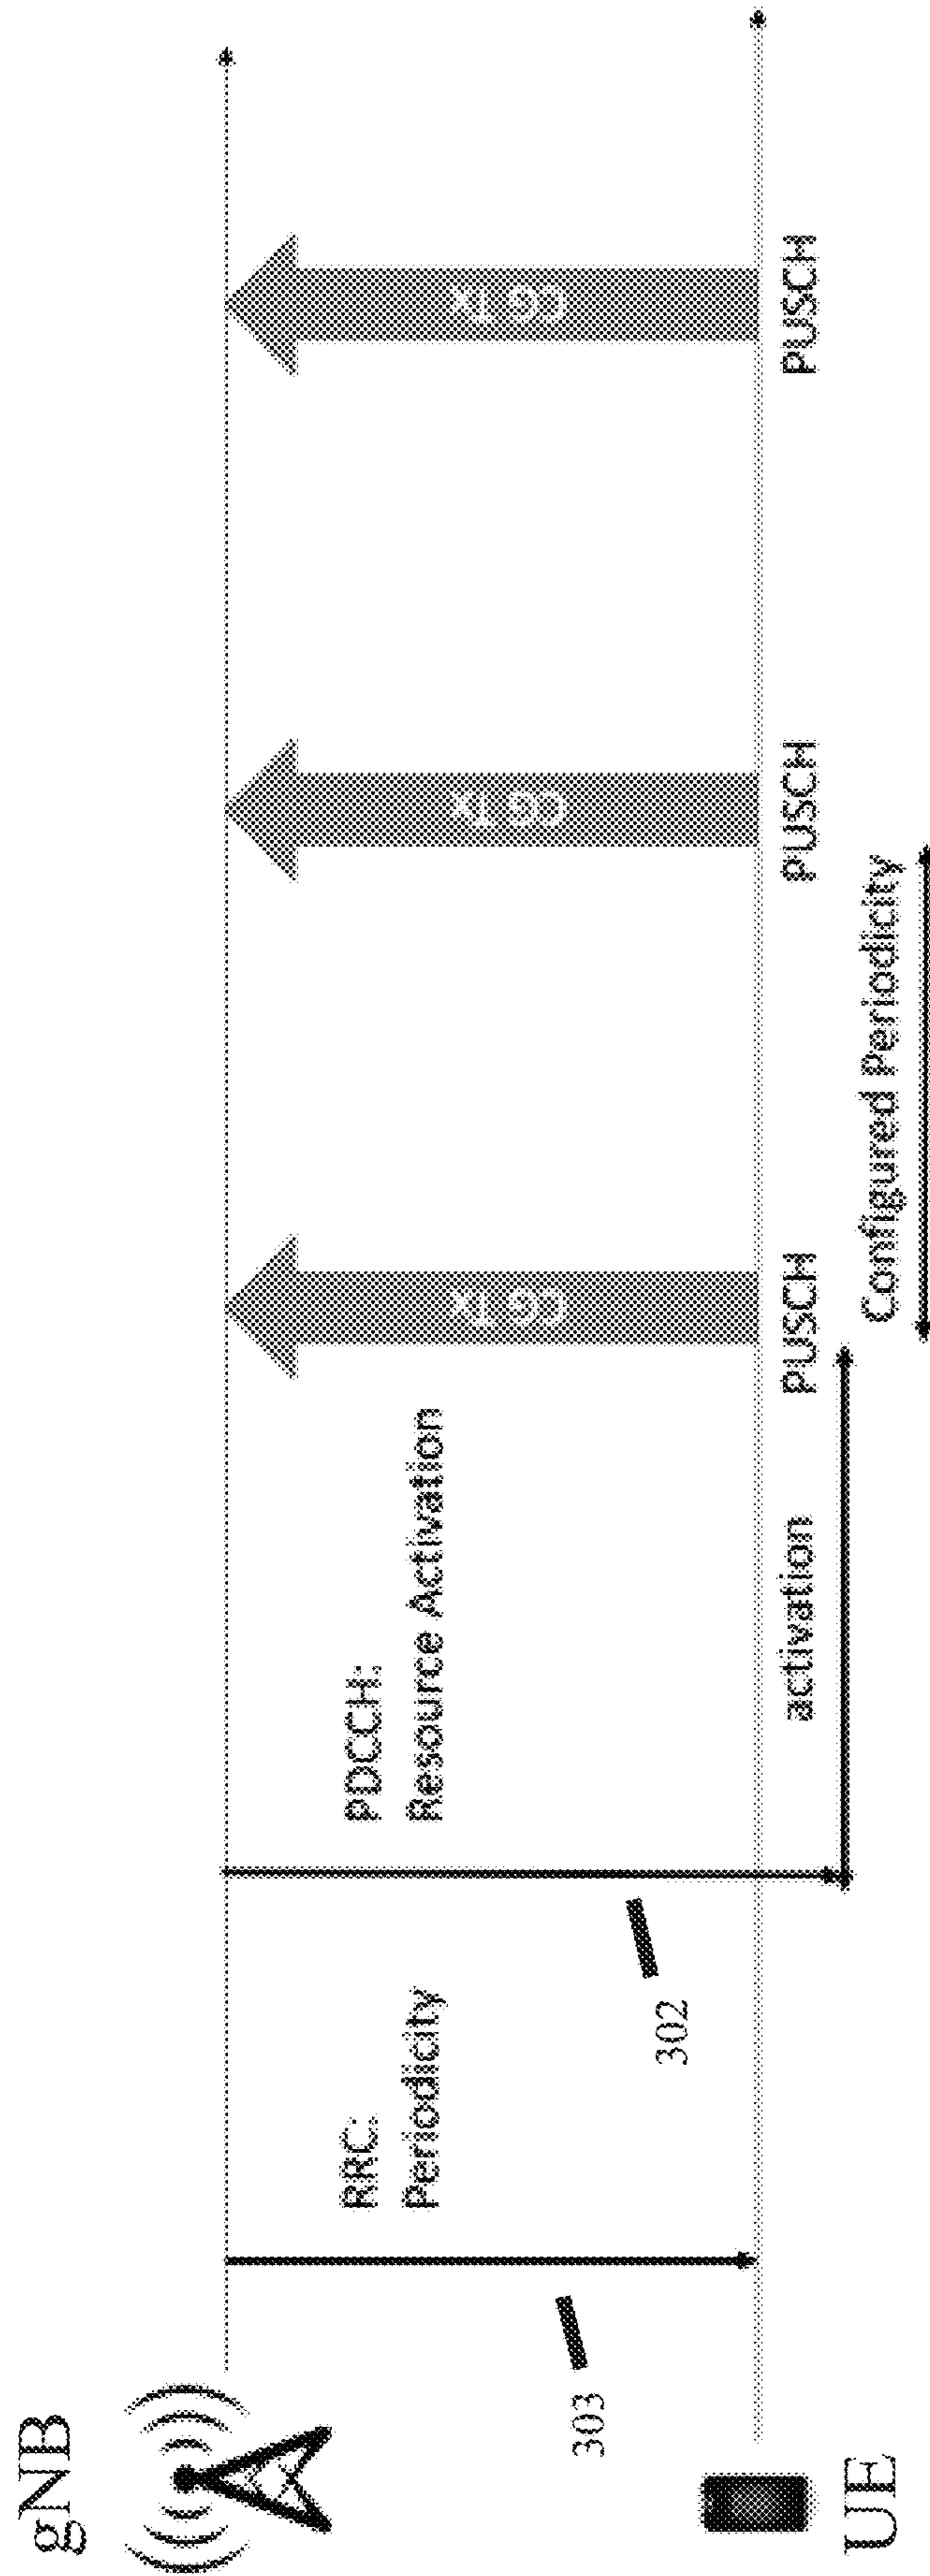 gNB
RRC:
Periodicity
PDCCH:
Resource Activation
CG Tx
CG Tx
CG Tx
303
302
activation
PUSCH
PUSCH
PUSCH
Configured Periodicity
UE